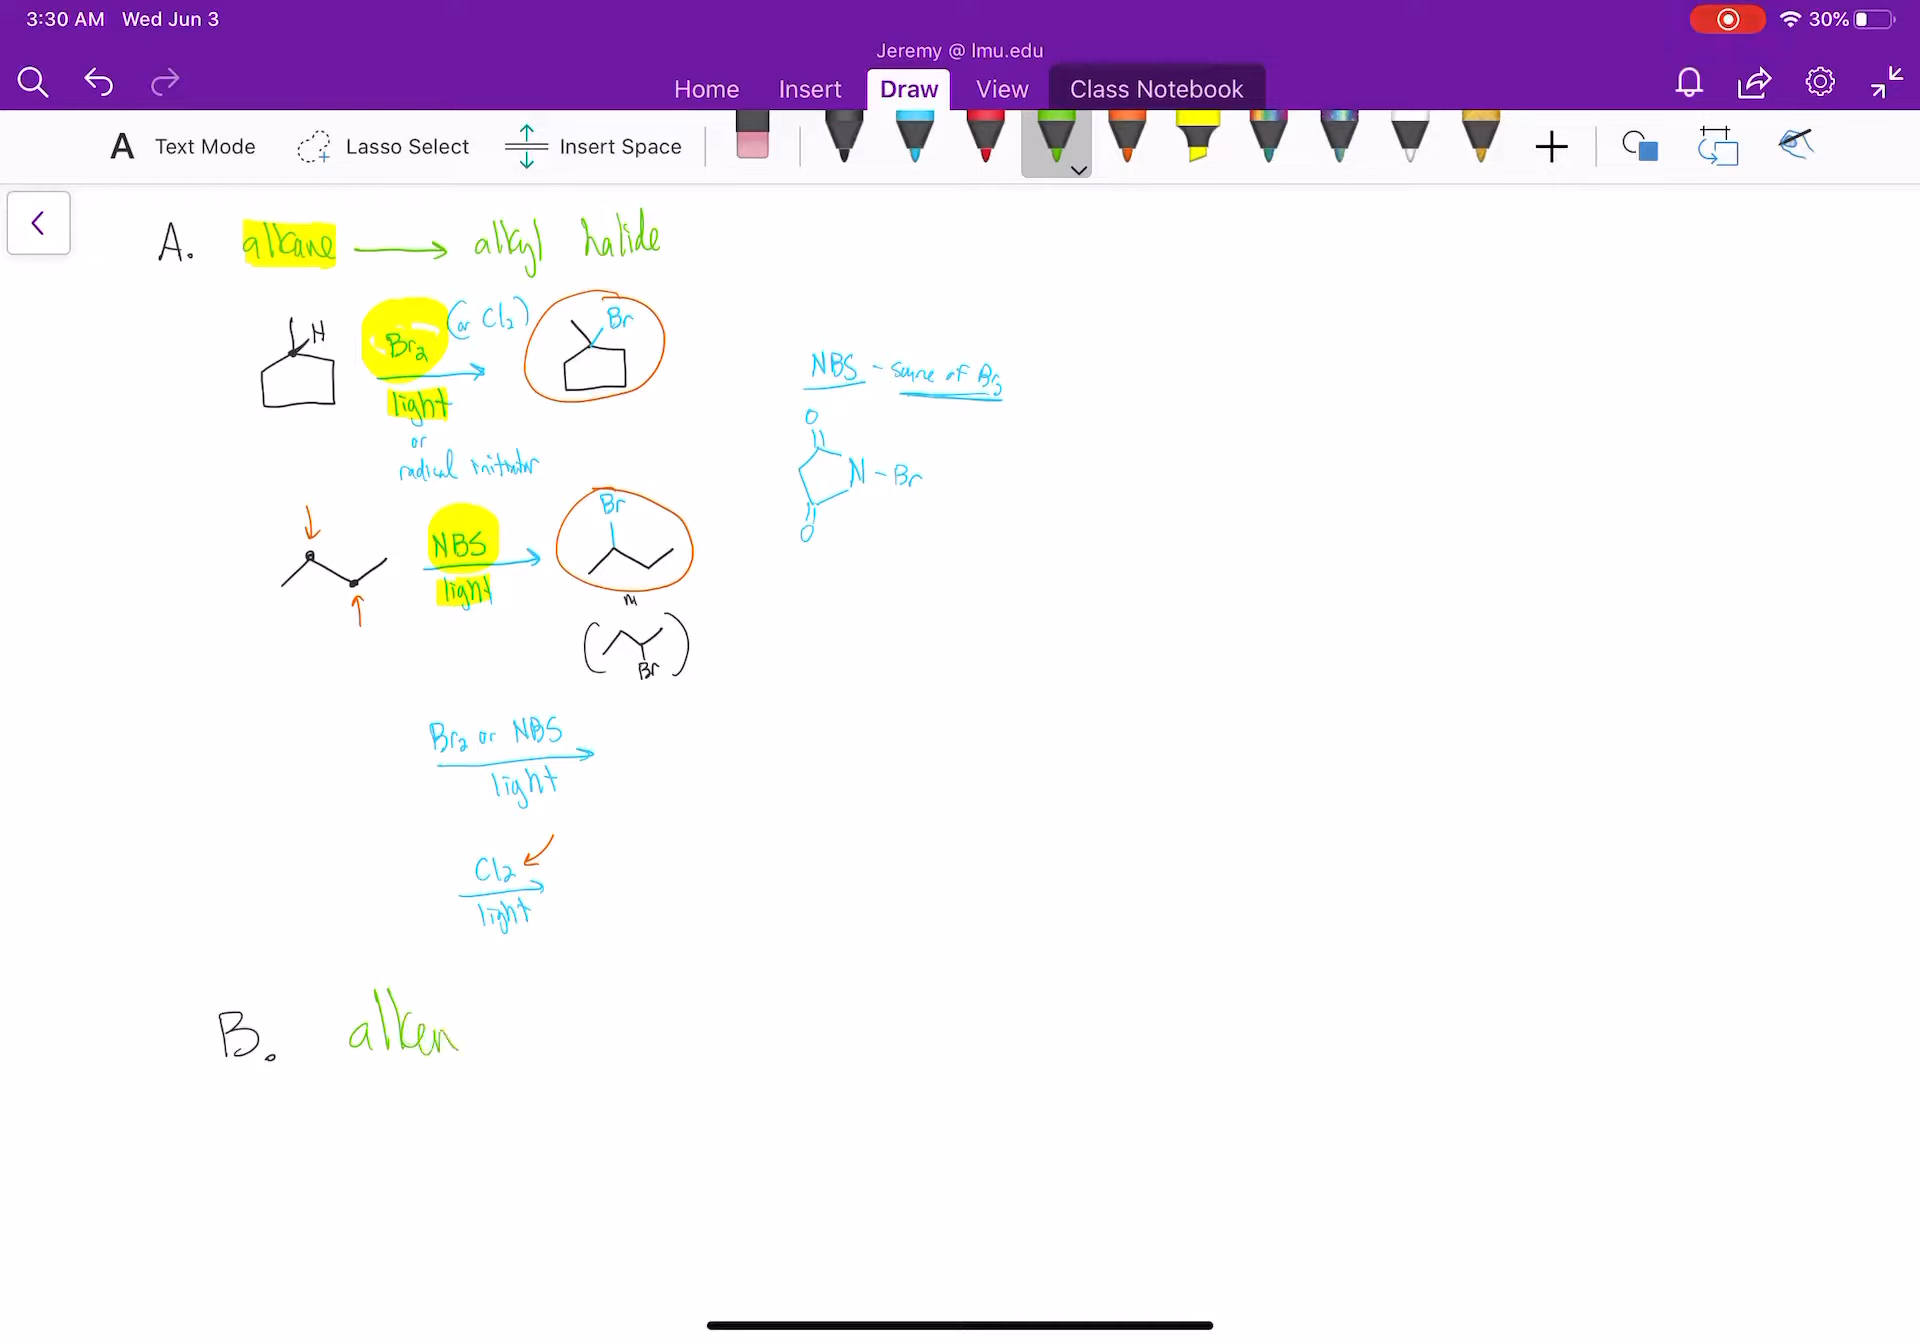 3:30 AM Wed Jun 3
30%
Jeremy @ lmu.edu
Home Insert Draw View Class Notebook
A Text Mode Lasso Select Insert Space
A. alkane → alkyl halide
H
Br₂ (or Cl₂)
light
or
radical initiator
Br
NBS - source of Br₂
O
N - Br
O
NBS
light
Br
(Br)
Br₂ or NBS
light
Cl₂
light
B. alken